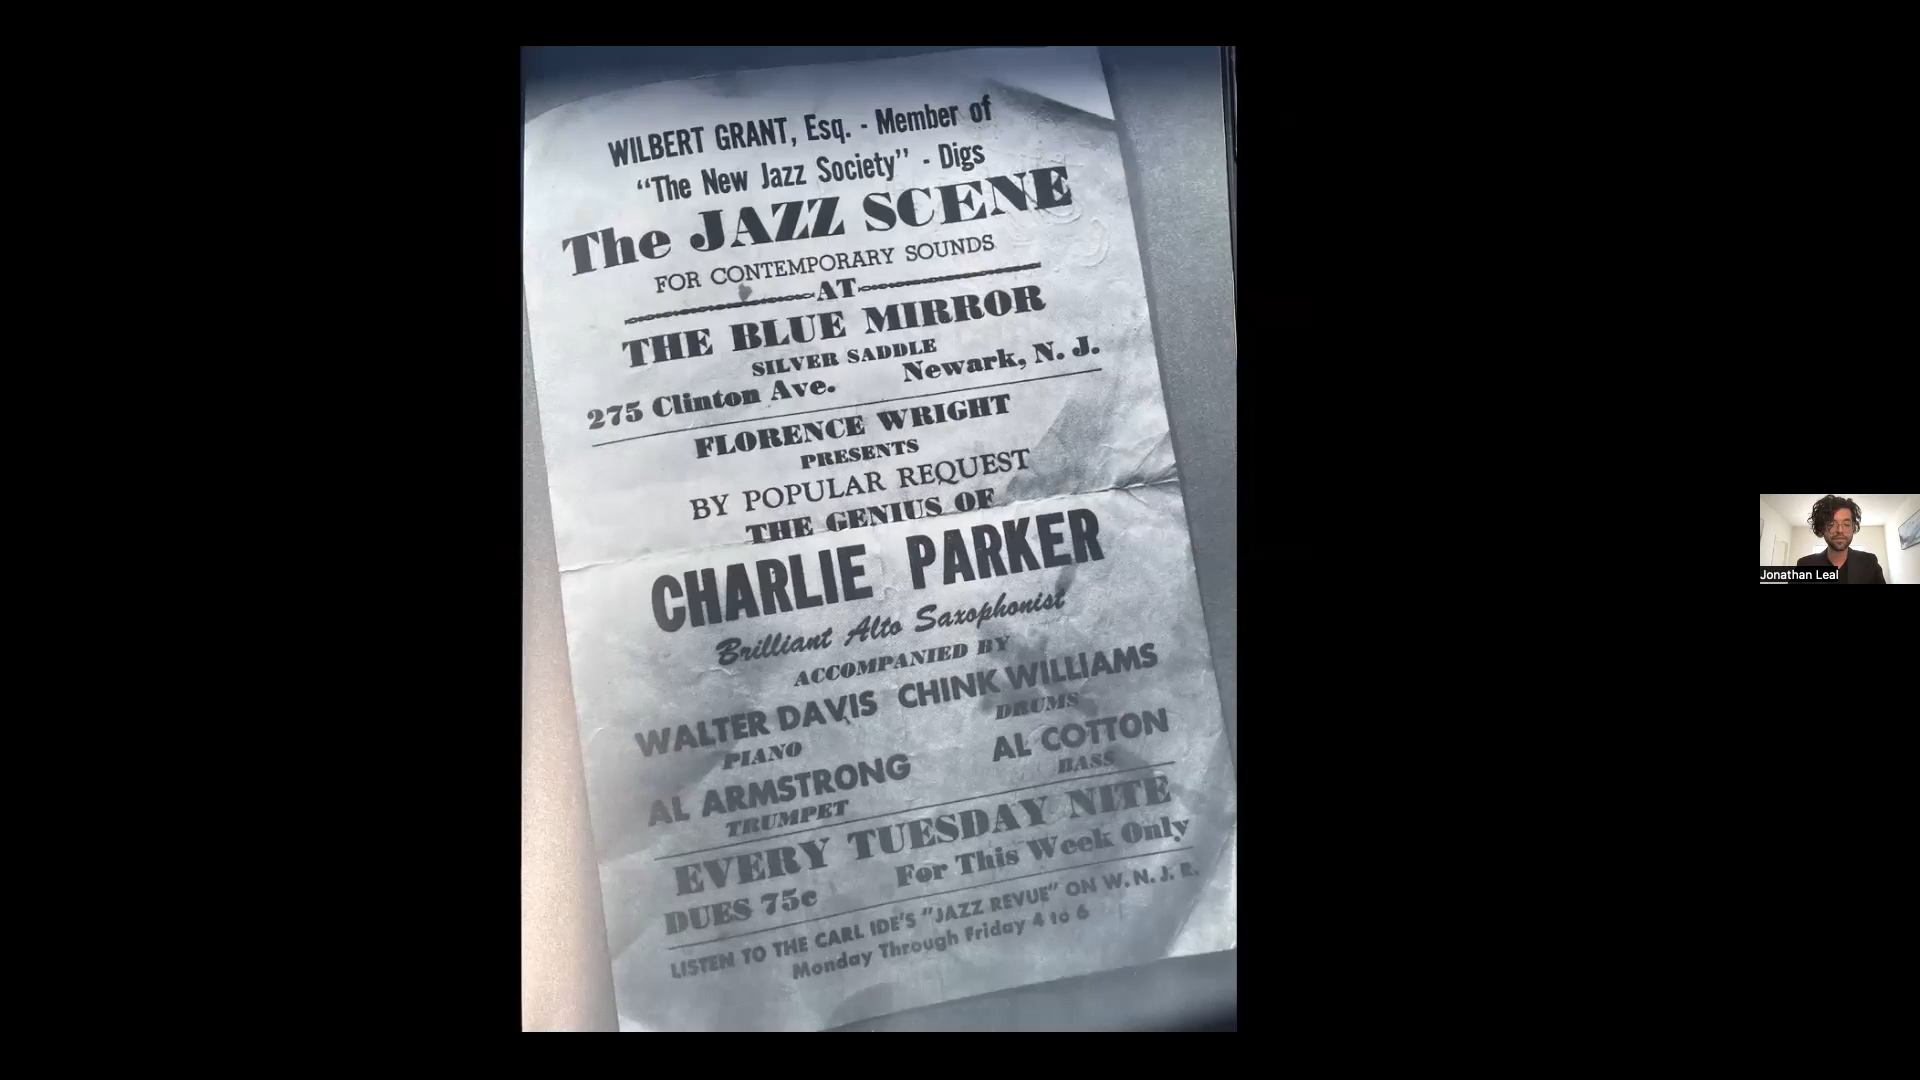 WILBERT GRANT, Esq. - Member of
"The New Jazz Society" - Digs
The JAZZ SCENE
FOR CONTEMPORARY SOUNDS
AT
THE BLUE MIRROR
SILVER SADDLE
275 Clinton Ave. Newark, N. J.
FLORENCE WRIGHT
PRESENTS
BY POPULAR REQUEST
THE GENIUS OF
CHARLIE PARKER
Brilliant Alto Saxophonist
ACCOMPANIED BY
WALTER DAVIS CHINK WILLIAMS
PIANO DRUMS
AL ARMSTRONG AL COTTON
TRUMPET BASS
EVERY TUESDAY NITE
DUES 75c For This Week Only
LISTEN TO THE CARL IDE'S "JAZZ REVUE" ON W. N. J. R.
Monday Through Friday 4 to 6
Jonathan Leal